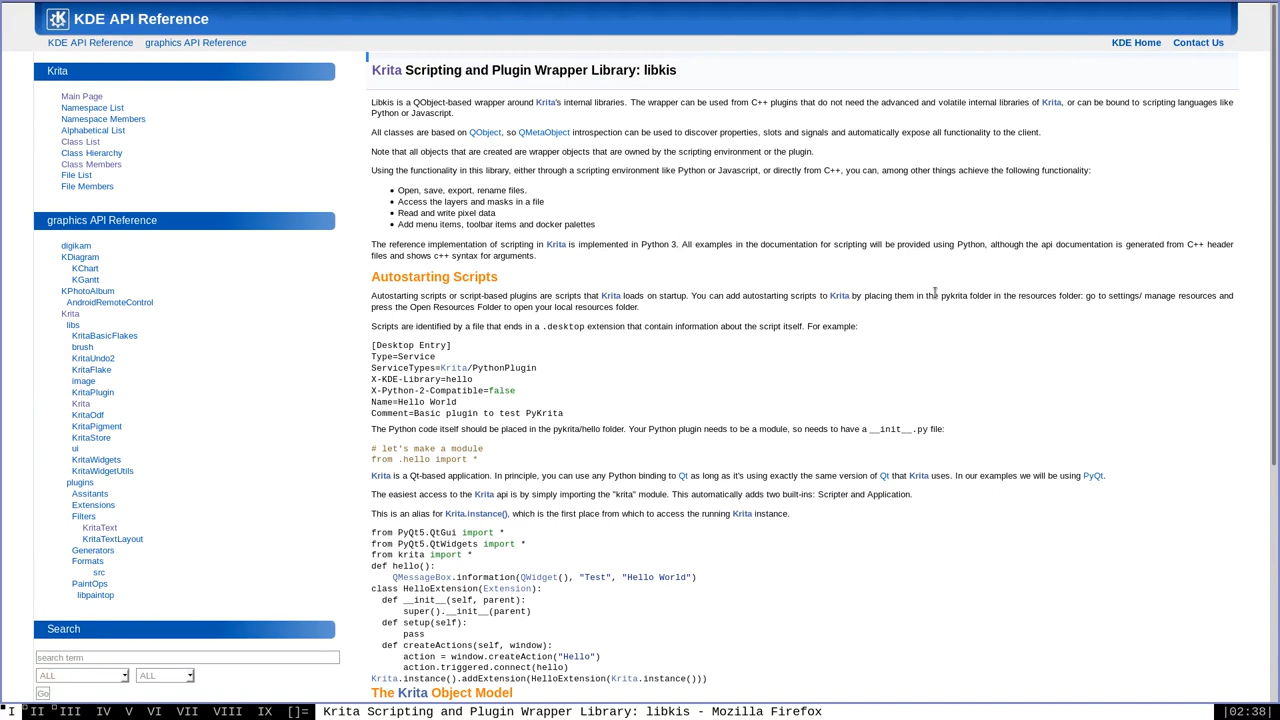 KDE API Reference
KDE API Reference graphics API Reference KDE Home Contact Us
Krita
Main Page
Namespace List
Namespace Members
Alphabetical List
Class List
Class Hierarchy
Class Members
File List
File Members
graphics API Reference
digikam
KDiagram
KChart
KGantt
KPhotoAlbum
AndroidRemoteControl
Krita
libs
KritaBasicFlakes
brush
KritaUndo2
KritaFlake
image
KritaPlugin
Krita
KritaOdf
KritaPigment
KritaStore
ui
KritaWidgets
KritaWidgetUtils
plugins
Assitants
Extensions
Filters
KritaText
KritaTextLayout
Generators
Formats
src
PaintOps
libpaintop
Search
search term
ALL ALL
Go
Krita Scripting and Plugin Wrapper Library: libkis
Libkis is a QObject-based wrapper around Krita's internal libraries. The wrapper can be used from C++ plugins that do not need the advanced and volatile internal libraries of Krita, or can be bound to scripting languages like
Python or Javascript.
All classes are based on QObject, so QMetaObject introspection can be used to discover properties, slots and signals and automatically expose all functionality to the client.
Note that all objects that are created are wrapper objects that are owned by the scripting environment or the plugin.
Using the functionality in this library, either through a scripting environment like Python or Javascript, or directly from C++, you can, among other things achieve the following functionality:
• Open, save, export, rename files.
• Access the layers and masks in a file
• Read and write pixel data
• Add menu items, toolbar items and docker palettes
The reference implementation of scripting in Krita is implemented in Python 3. All examples in the documentation for scripting will be provided using Python, although the api documentation is generated from C++ header
files and shows c++ syntax for arguments.
Autostarting Scripts
Autostarting scripts or script-based plugins are scripts that Krita loads on startup. You can add autostarting scripts to Krita by placing them in the pykrita folder in the resources folder: go to settings/ manage resources and
press the Open Resources Folder to open your local resources folder.
Scripts are identified by a file that ends in a .desktop extension that contain information about the script itself. For example:
[Desktop Entry]
Type=Service
ServiceTypes=Krita/PythonPlugin
X-KDE-Library=hello
X-Python-2-Compatible=false
Name=Hello World
Comment=Basic plugin to test PyKrita
The Python code itself should be placed in the pykrita/hello folder. Your Python plugin needs to be a module, so needs to have a __init__.py file:
# let's make a module
from .hello import *
Krita is a Qt-based application. In principle, you can use any Python binding to Qt as long as it's using exactly the same version of Qt that Krita uses. In our examples we will be using PyQt.
The easiest access to the Krita api is by simply importing the "krita" module. This automatically adds two built-ins: Scripter and Application.
This is an alias for Krita.instance(), which is the first place from which to access the running Krita instance.
from PyQt5.QtGui import *
from PyQt5.QtWidgets import *
from krita import *
def hello():
QMessageBox.information(QWidget(), "Test", "Hello World")
class HelloExtension(Extension):
def __init__(self, parent):
super().__init__(parent)
def setup(self):
pass
def createActions(self, window):
action = window.createAction("Hello")
action.triggered.connect(hello)
Krita.instance().addExtension(HelloExtension(Krita.instance()))
The Krita Object Model
I II III IV V VI VII VIII IX []= Krita Scripting and Plugin Wrapper Library: libkis - Mozilla Firefox |02:38|